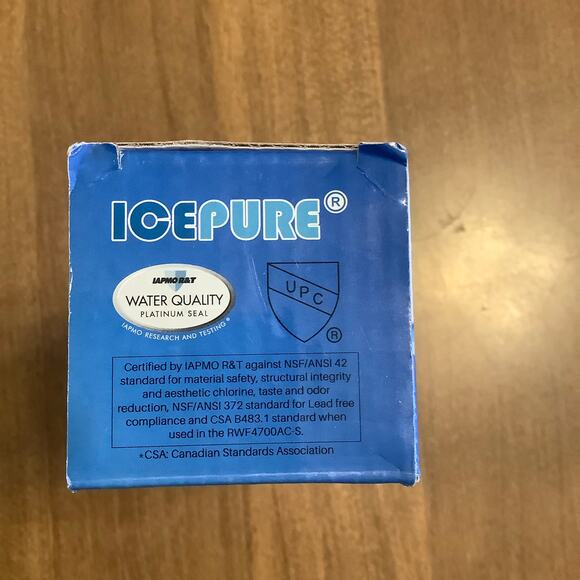 ICEPURE®
IAPMO R&T
WATER QUALITY
PLATINUM SEAL
IAPMO RESEARCH AND TESTING®
UPC
®
Certified by IAPMO R&T against NSF/ANSI 42
standard for material safety, structural integrity
and aesthetic chlorine, taste and odor
reduction, NSF/ANSI 372 standard for Lead free
compliance and CSA B483.1 standard when
used in the RWF4700AC-S.
*CSA: Canadian Standards Association